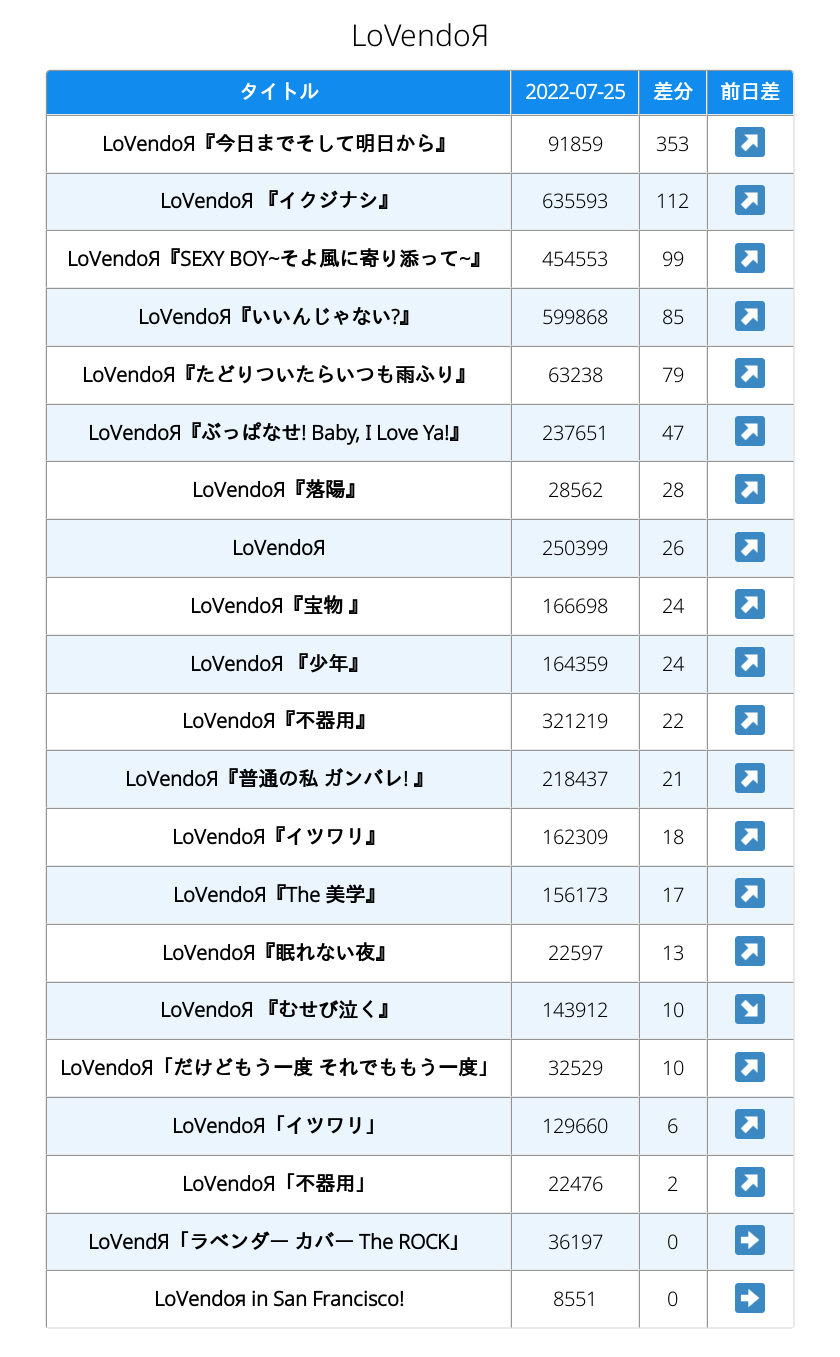 LoVendoЯ
タイトル 2022-07-25 差分 前日差
LoVendoЯ『今日までそして明日から』 91859 353
LoVendoЯ 『イクジナシ』 635593 112
LoVendoЯ『SEXY BOY~そよ風に寄り添って~』 454553 99
LoVendoЯ『いいんじゃない?』 599868 85
LoVendoЯ『たどりついたらいつも雨ふり』 63238 79
LoVendoЯ『ぶっぱなせ! Baby, I Love Ya!』 237651 47
LoVendoЯ『落陽』 28562 28
LoVendoЯ 250399 26
LoVendoЯ『宝物 』 166698 24
LoVendoЯ 『少年』 164359 24
LoVendoЯ『不器用』 321219 22
LoVendoЯ『普通の私 ガンバレ! 』 218437 21
LoVendoЯ『イツワリ』 162309 18
LoVendoЯ『The 美学』 156173 17
LoVendoЯ『眠れない夜』 22597 13
LoVendoЯ 『むせび泣く』 143912 10
LoVendoЯ「だけどもう一度 それでももう一度」 32529 10
LoVendoЯ「イツワリ」 129660 6
LoVendoЯ「不器用」 22476 2
LoVendЯ「ラベンダー カバー The ROCK」 36197 0
LoVendoя in San Francisco! 8551 0